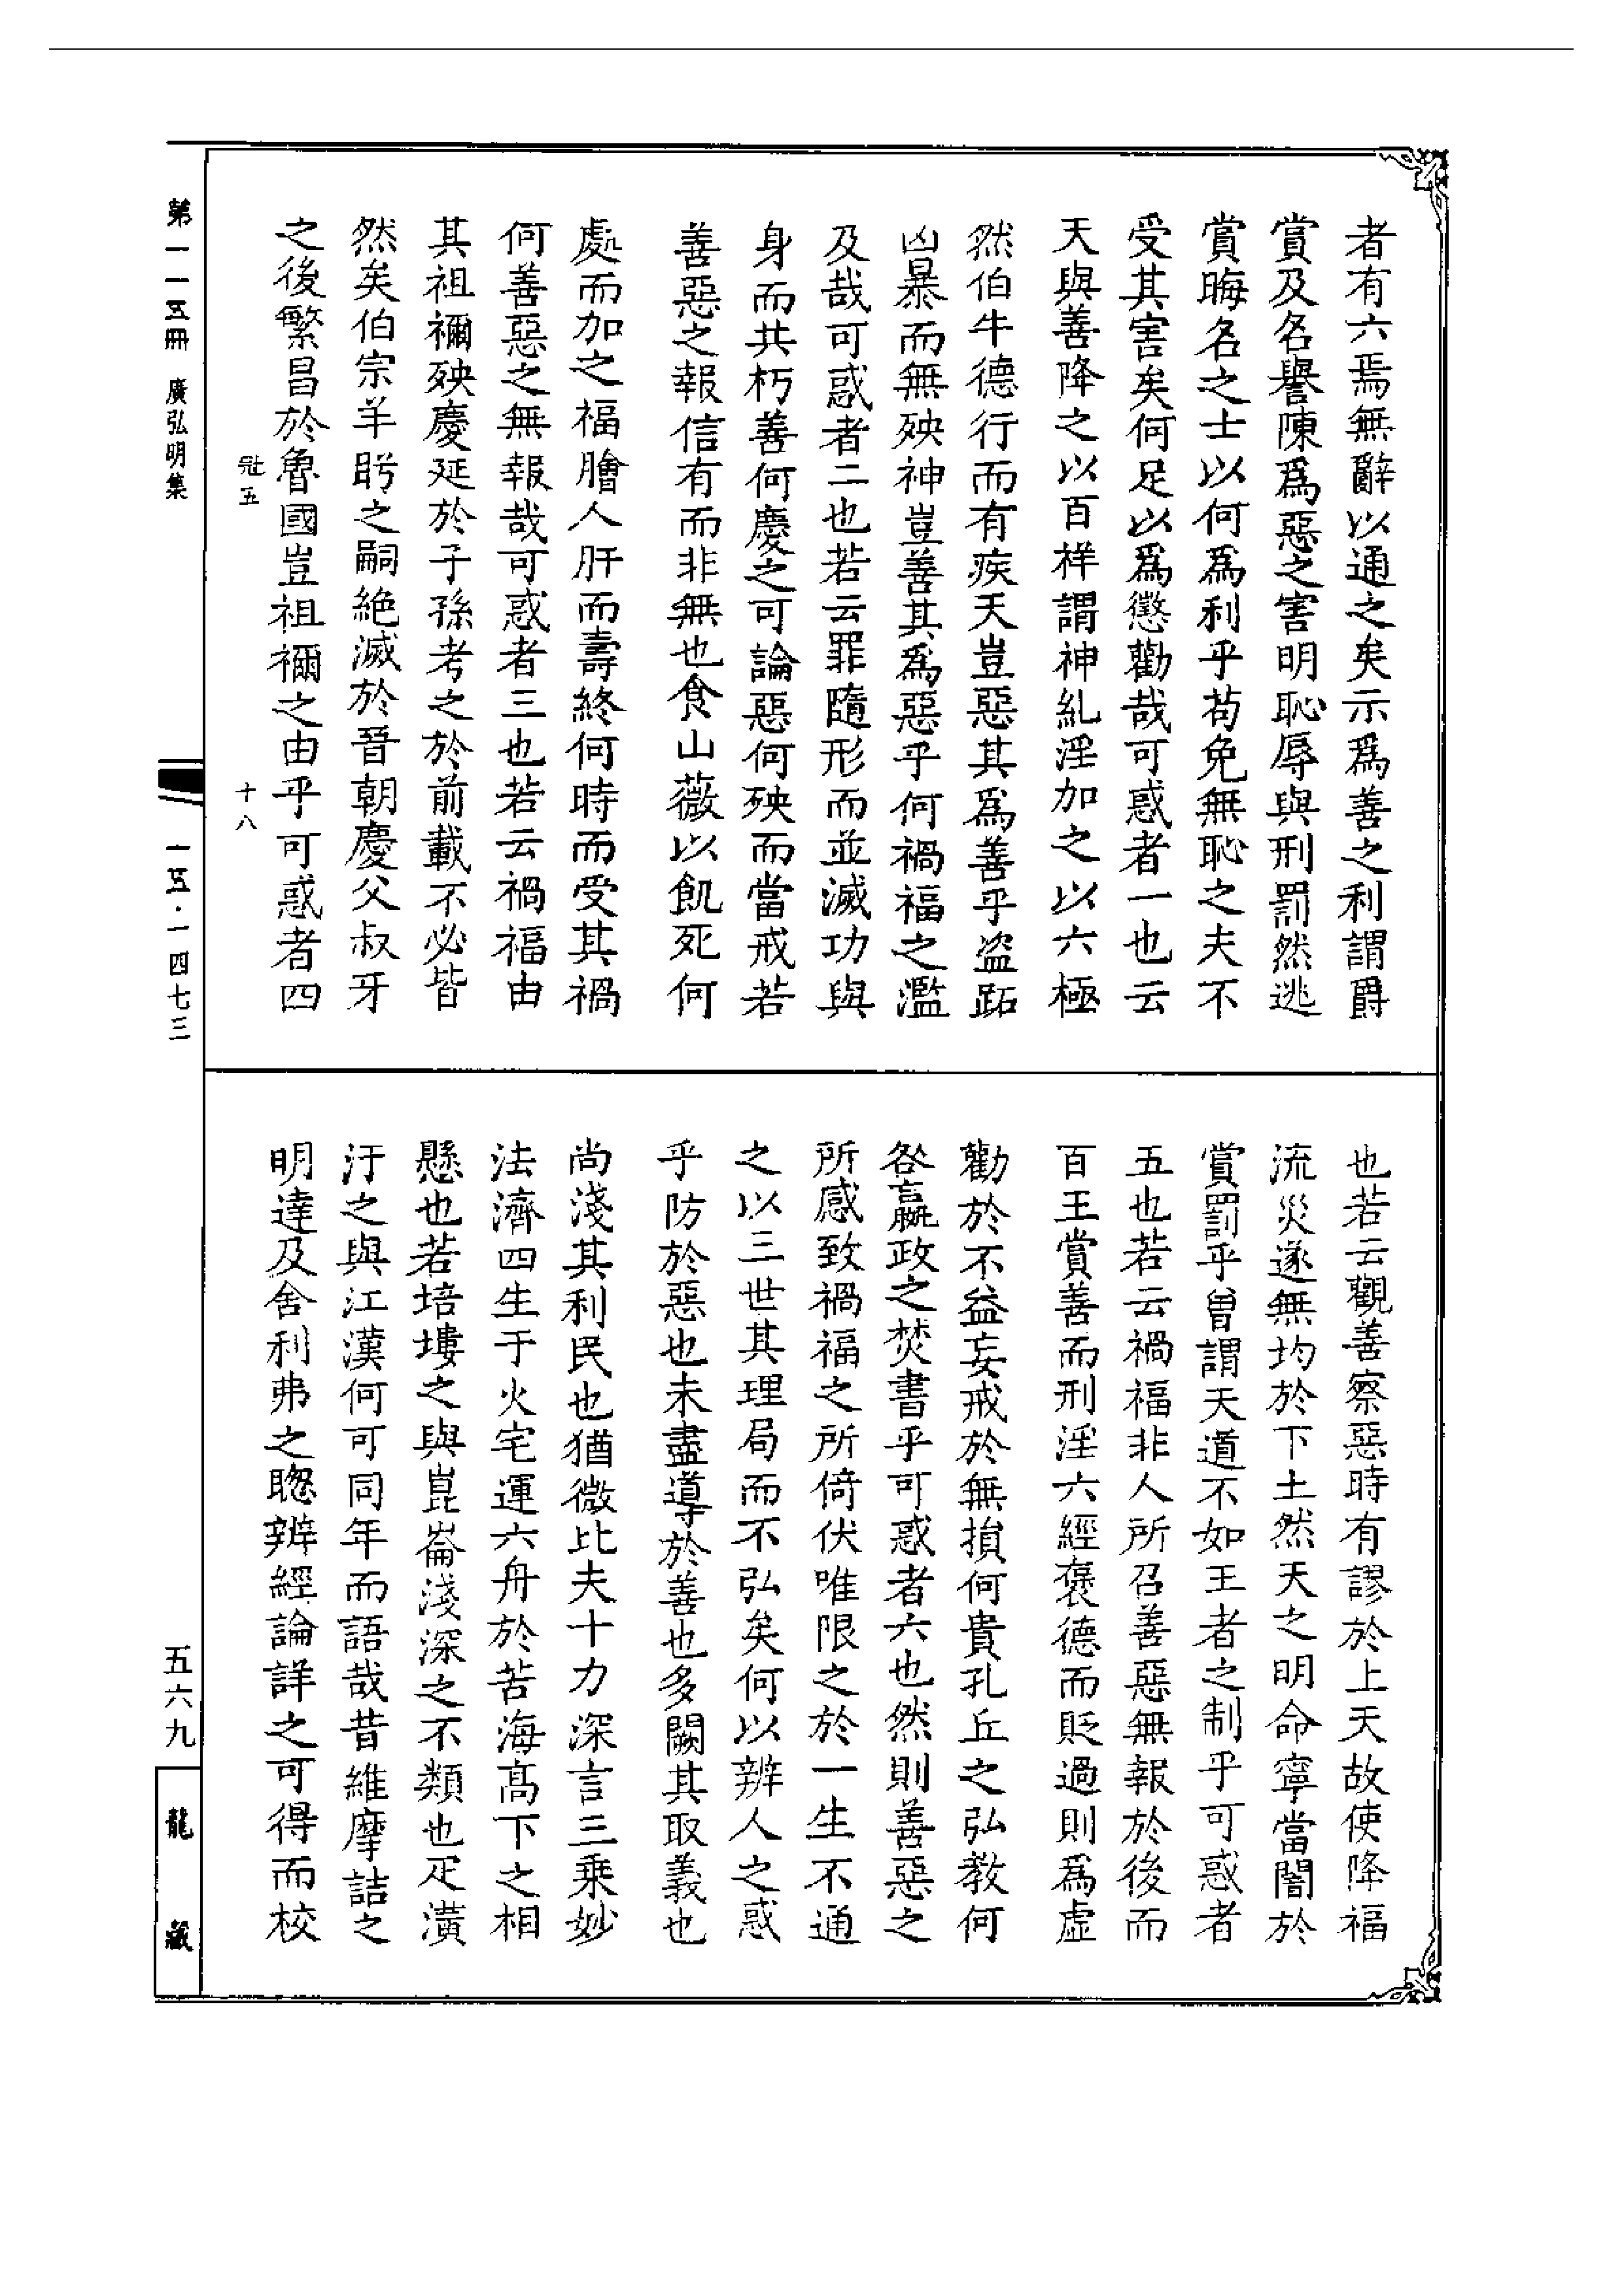 者有六焉無辭以通之矣示爲善之利謂爵
賞及名譽陳爲惡之害明恥辱與刑罰然逃
賞晦名之士以何爲利乎苟免無恥之夫不
受其害矣何足以爲懲勸哉可惑者一也云
天與善降之以百祥謂神糺淫加之以六極
然伯牛德行而有疾天豈惡其爲善乎盜跖
凶暴而無殃神豈善其爲惡乎何禍福之濫
及哉可惑者二也若云罪隨形而並滅功與
身而共朽善何慶之可論惡何殃而當戒若
善惡之報信有而非無也食山薇以飢死何
處而加之福膾人肝而壽終何時而受其禍
何善惡之無報哉可惑者三也若云禍福由
其祖禰殃慶延於子孫考之於前載不必皆
然矣伯宗羊肸之嗣絶滅於晉朝慶父叔牙
之後繁昌於魯國豈祖禰之由乎可惑者四
五
十八
也若云觀善察惡時有謬於上天故使降福
流災遂無均於下土然天之明命寧當闇於
賞罰乎曾謂天道不如王者之制乎可惑者
五也若云禍福非人所召善惡無報於後而
百王賞善而刑淫六經襃德而貶過則爲虛
勸於不益妄戒於無損何貴孔丘之弘教何
咎嬴政之焚書乎可惑者六也然則善惡之
所感致禍福之所倚伏唯限之於一生不通
之以三世其理局而不弘矣何以辨人之惑
乎防於惡也未盡導於善也多闕其取義也
尚淺其利民也猶微比夫十力深言三乘妙
法濟四生于火宅運六舟於苦海高下之相
懸也若培塿之與崑崙淺深之不類也疋潢
汙之與江漢何可同年而語哉昔維摩詰之
明達及舍利弗之聦辨經論詳之可得而校
第一一五冊　廣弘明集
一五·一四七三
五六九
龍藏